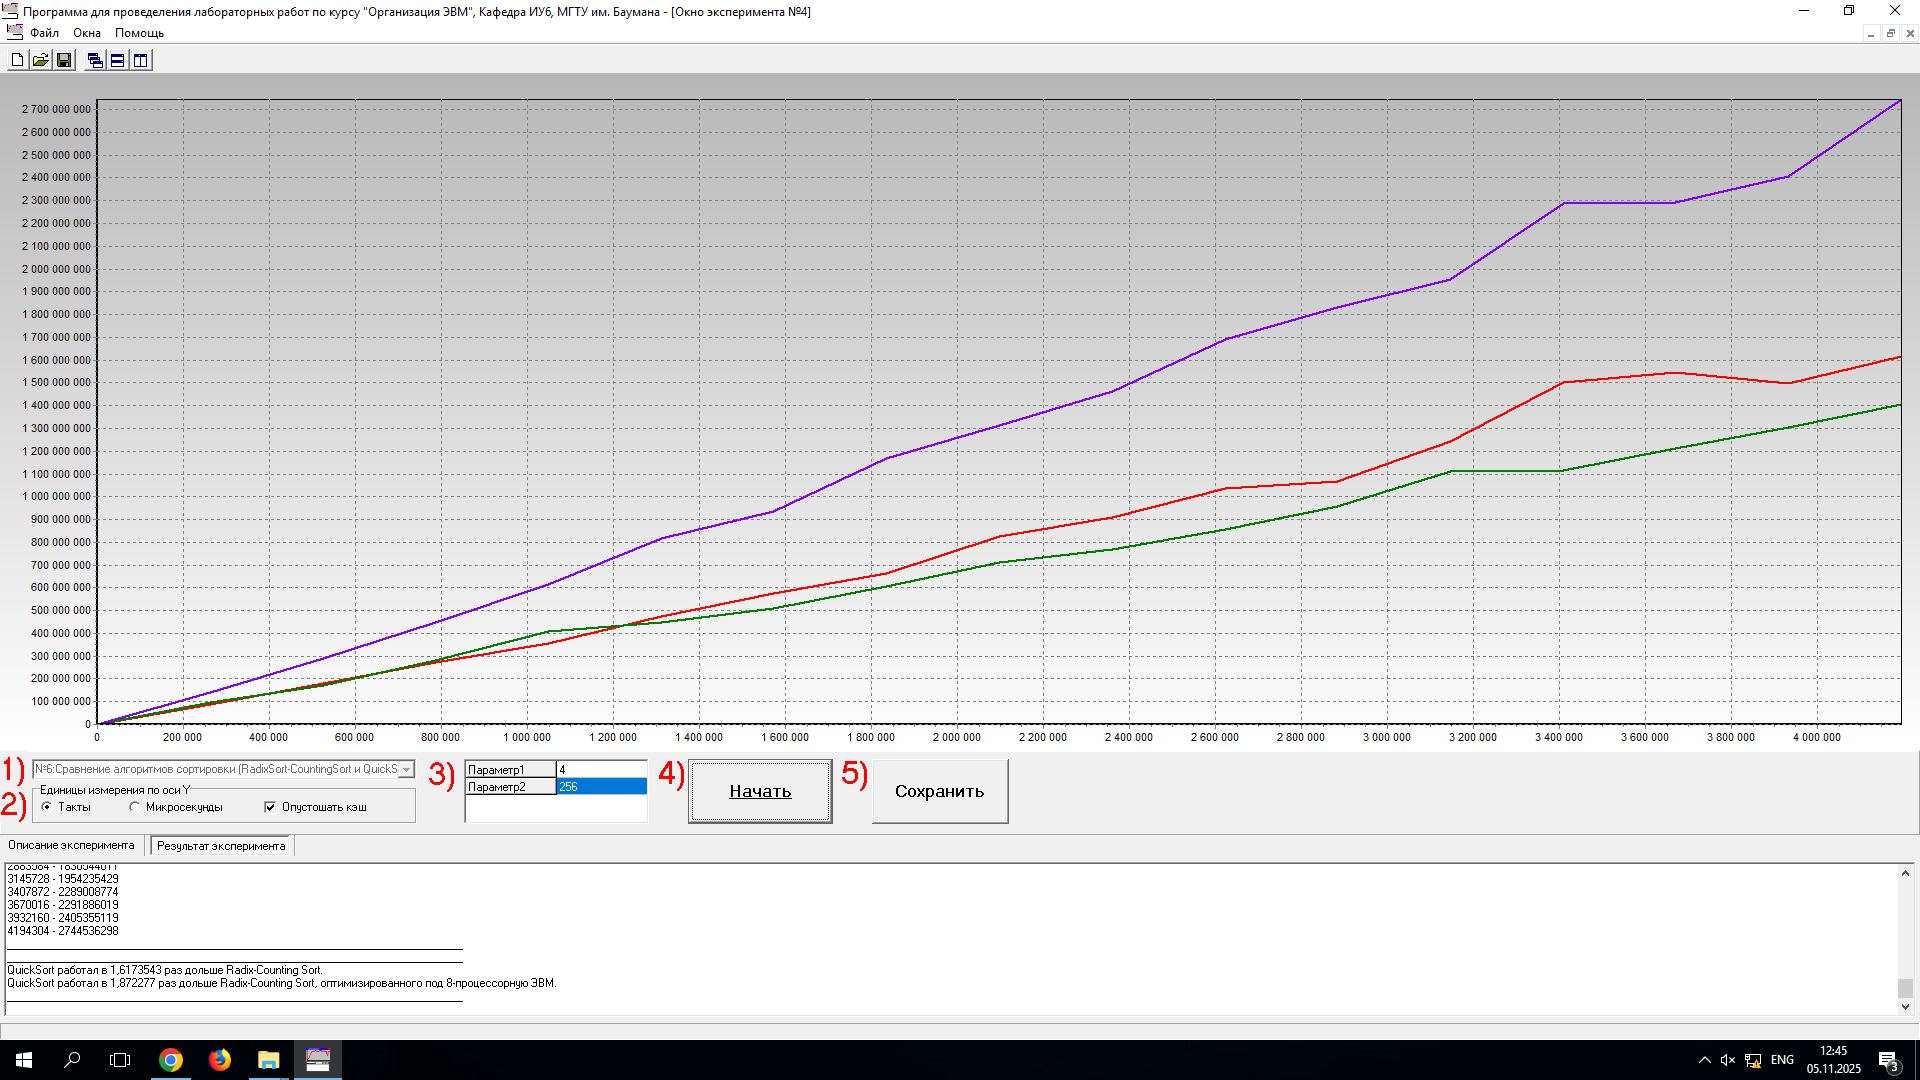 Программа для проведеления лабораторных работ по курсу "Организация ЭВМ", Кафедра ИУ6, МГТУ им. Баумана - [Окно эксперимента №4]
Файл Окна Помощь
2 700 000 000
2 600 000 000
2 500 000 000
2 400 000 000
2 300 000 000
2 200 000 000
2 100 000 000
2 000 000 000
1 900 000 000
1 800 000 000
1 700 000 000
1 600 000 000
1 500 000 000
1 400 000 000
1 300 000 000
1 200 000 000
1 100 000 000
1 000 000 000
900 000 000
800 000 000
700 000 000
600 000 000
500 000 000
400 000 000
300 000 000
200 000 000
100 000 000
0
0 200 000 400 000 600 000 800 000 1 000 000 1 200 000 1 400 000 1 600 000 1 800 000 2 000 000 2 200 000 2 400 000 2 600 000 2 800 000 3 000 000 3 200 000 3 400 000 3 600 000 3 800 000 4 000 000
1) №6:Сравнение алгоритмов сортировки (RadixSort-CountingSort и QuickS
2) Единицы измерения по оси Y
Такты Микросекунды Опустошать кэш
3) Параметр1 4
Параметр2 256
4) Начать
5) Сохранить
Описание эксперимента Результат эксперимента
2883584 - 1830544011
3145728 - 1954235429
3407872 - 2289008774
3670016 - 2291886019
3932160 - 2405355119
4194304 - 2744536298
QuickSort работал в 1,6173543 раз дольше Radix-Counting Sort.
QuickSort работал в 1,872277 раз дольше Radix-Counting Sort, оптимизированного под 8-процессорную ЭВМ.
ENG
12:45
05.11.2025
3